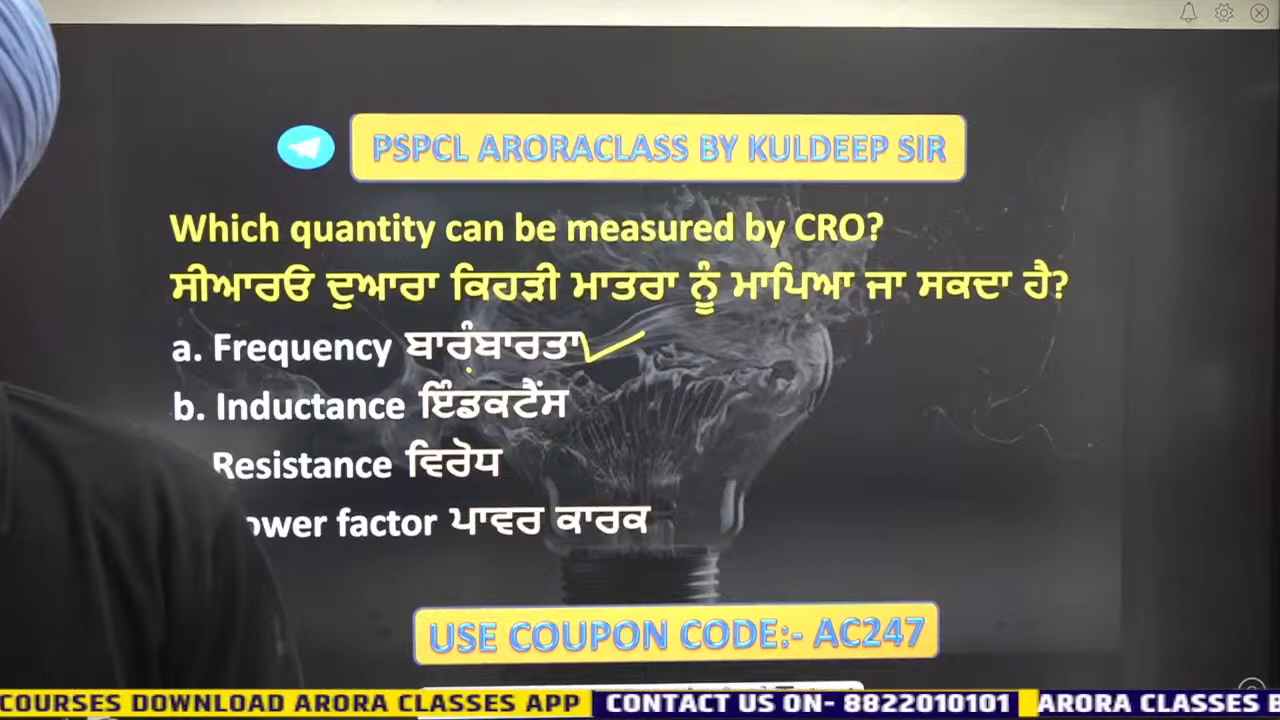 PSPCL ARORACLASS BY KULDEEP SIR
Which quantity can be measured by CRO?
ਸੀਆਰਓ ਦੁਆਰਾ ਕਿਹੜੀ ਮਾਤਰਾ ਨੂੰ ਮਾਪਿਆ ਜਾ ਸਕਦਾ ਹੈ?
a. Frequency ਬਾਰੰਬਾਰਤਾ
b. Inductance ਇੰਡਕਟੈਂਸ
Resistance ਵਿਰੋਧ
ower factor ਪਾਵਰ ਕਾਰਕ
USE COUPON CODE:- AC247
COURSES DOWNLOAD ARORA CLASSES APP CONTACT US ON- 8822010101 ARORA CLASSES